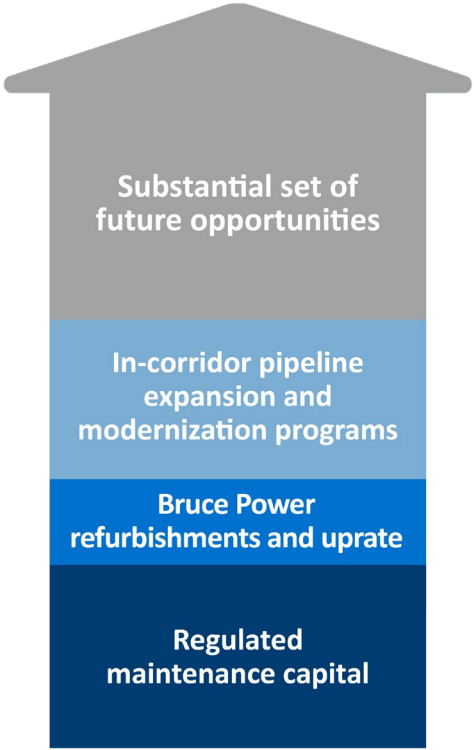 Substantial set of
future opportunities
In-corridor pipeline
expansion and
modernization programs
Bruce Power
refurbishments and uprate
Regulated
maintenance capital